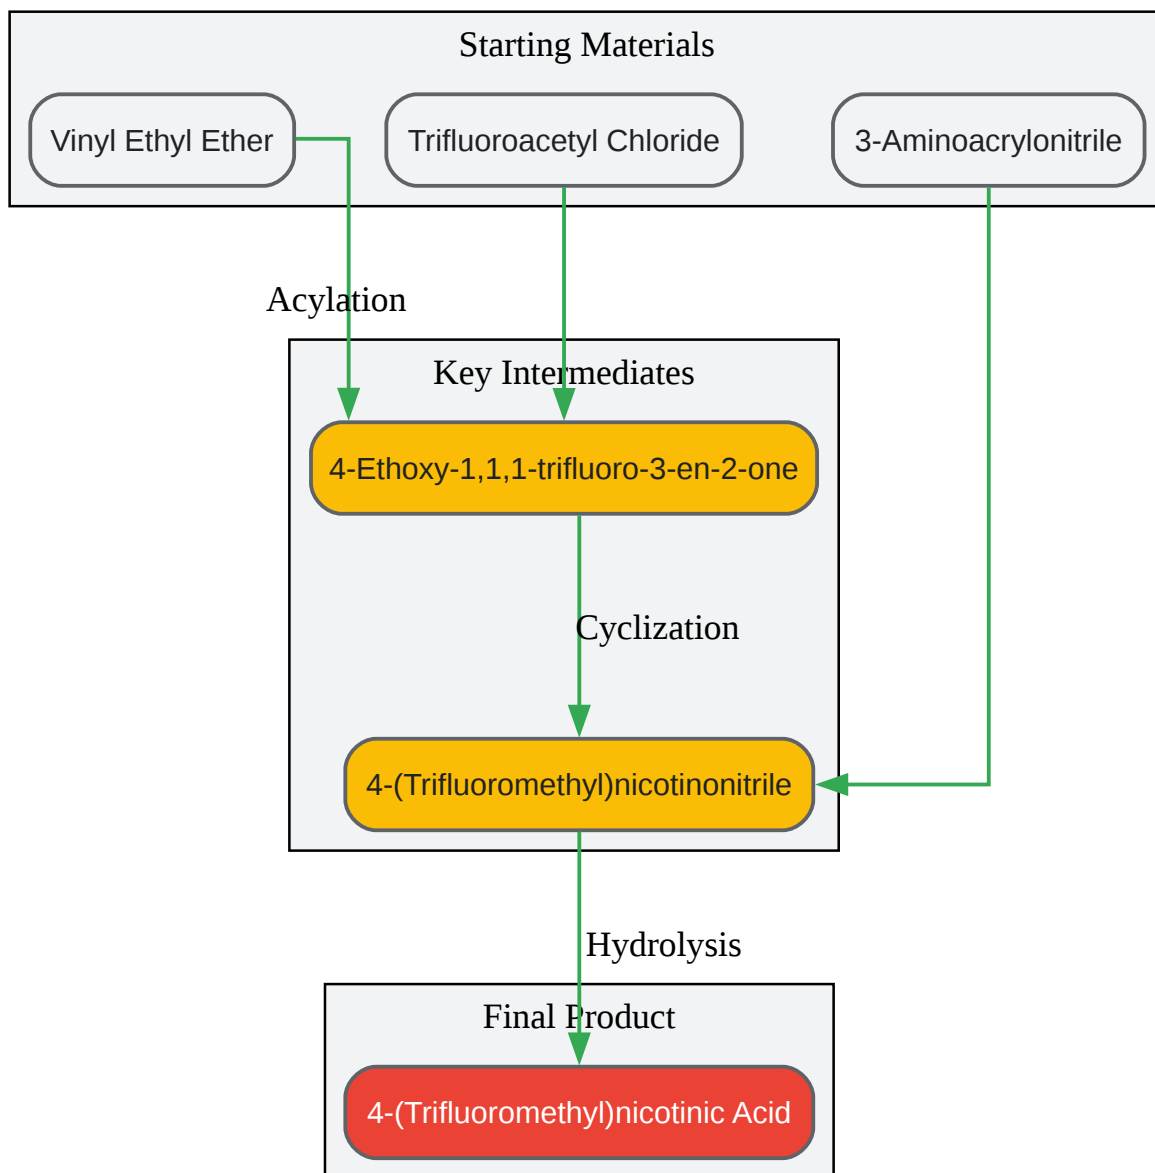 Starting Materials
Vinyl Ethyl Ether
Trifluoroacetyl Chloride
3-Aminoacrylonitrile
Acylation
Key Intermediates
4-Ethoxy-1,1,1-trifluoro-3-en-2-one
Cyclization
4-(Trifluoromethyl)nicotinonitrile
Hydrolysis
Final Product
4-(Trifluoromethyl)nicotinic Acid